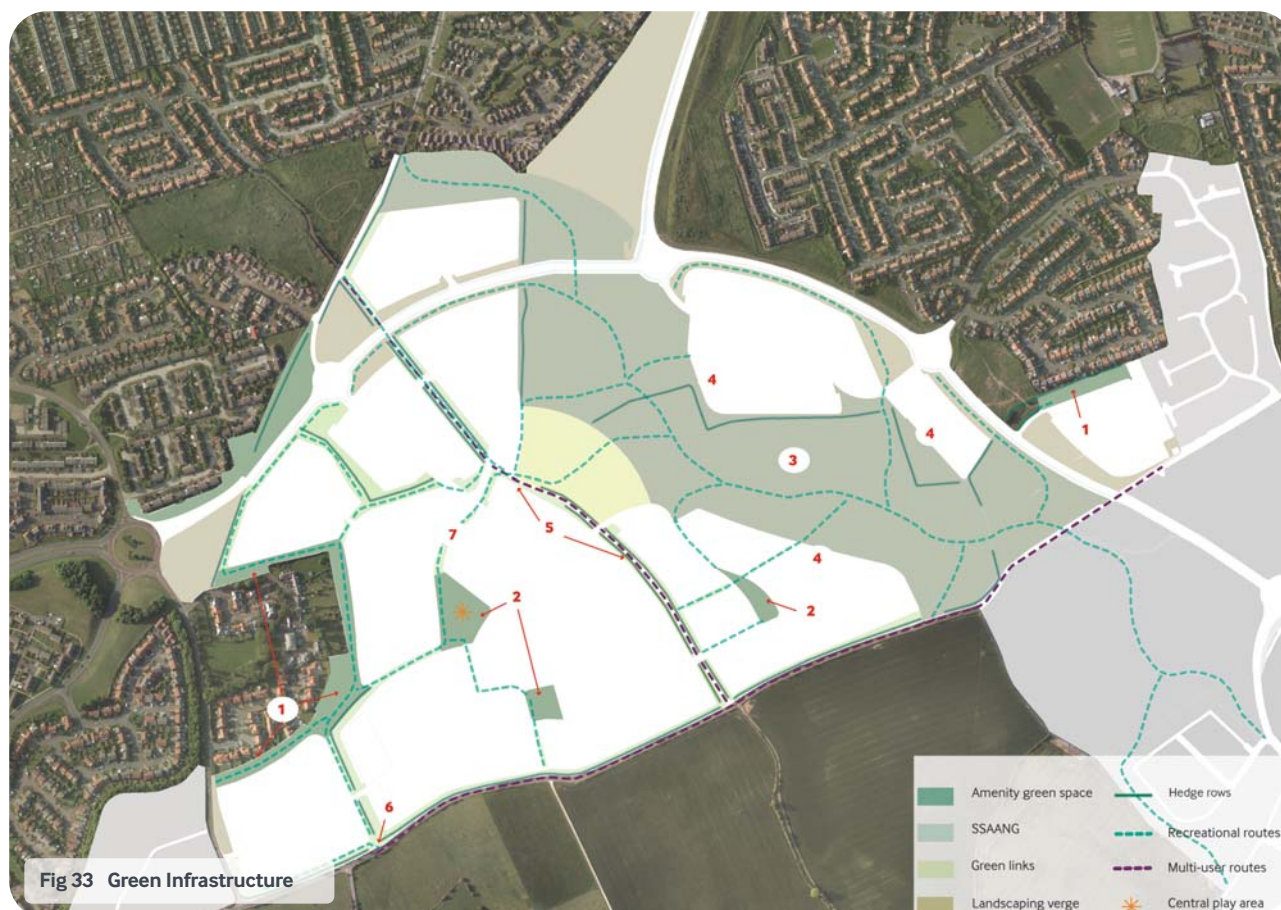 4
4
3
1
5
7
4
2
2
1
6
Amenity green space
Hedge rows
SSAANG
Recreational routes
Green links
Multi-user routes
Landscaping verge
Central play area
Fig 33 Green Infrastructure